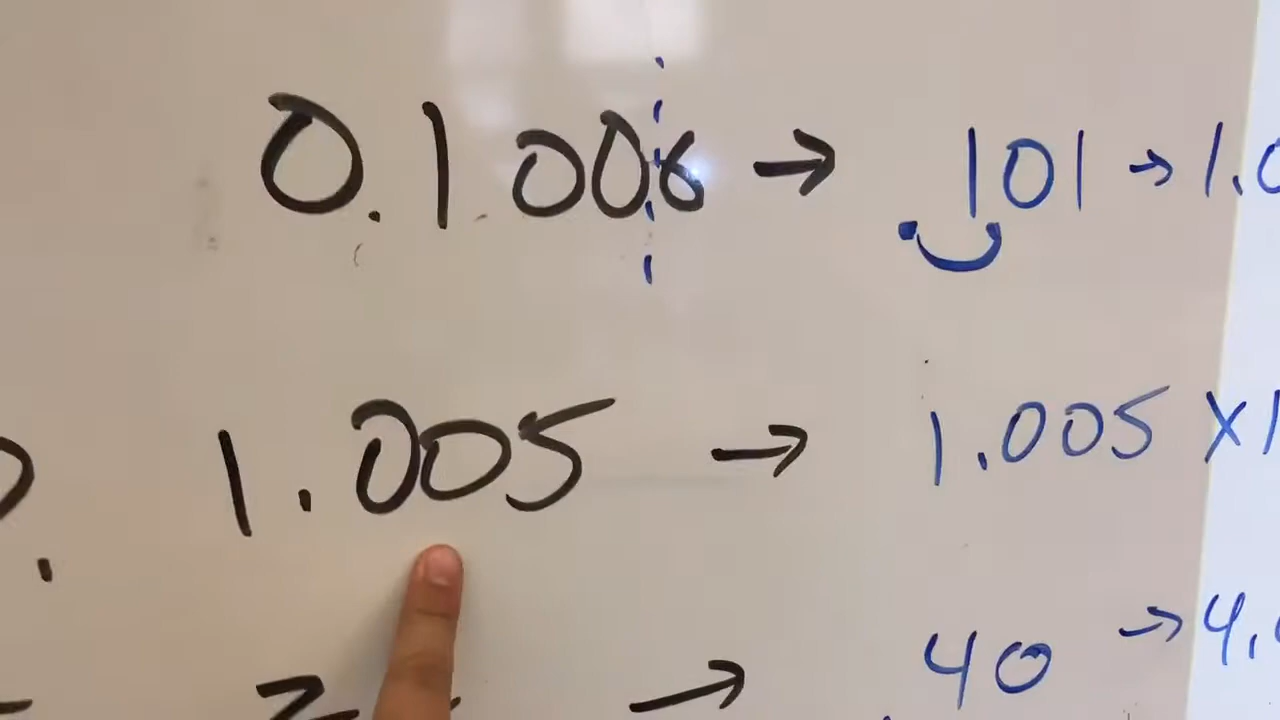 0.1006 → 101 → 1.0
1.005 → 1.005 x 1
→ 40 → 4.